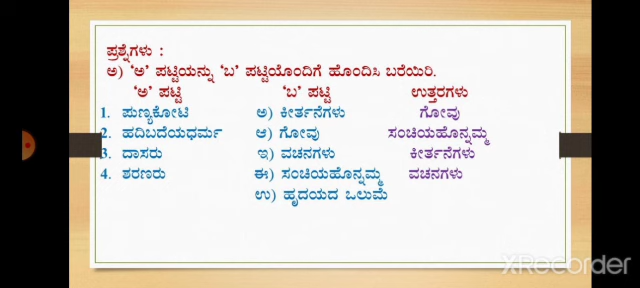 ಪ್ರಶ್ನೆಗಳು :
ಅ) 'ಅ' ಪಟ್ಟಿಯನ್ನು 'ಬ' ಪಟ್ಟಿಯೊಂದಿಗೆ ಹೊಂದಿಸಿ ಬರೆಯಿರಿ.
'ಅ' ಪಟ್ಟಿ 'ಬ' ಪಟ್ಟಿ ಉತ್ತರಗಳು
1. ಪುಣ್ಯಕೋಟಿ ಅ) ಕೀರ್ತನೆಗಳು ಗೋವು
2. ಹದಿಬದೆಯಧರ್ಮ ಆ) ಗೋವು ಸಂಚಿಯಹೊನ್ನಮ್ಮ
3. ದಾಸರು ಇ) ವಚನಗಳು ಕೀರ್ತನೆಗಳು
4. ಶರಣರು ಈ) ಸಂಚಿಯಹೊನ್ನಮ್ಮ ವಚನಗಳು
ಉ) ಹೃದಯದ ಒಲುಮೆ
XRecorder